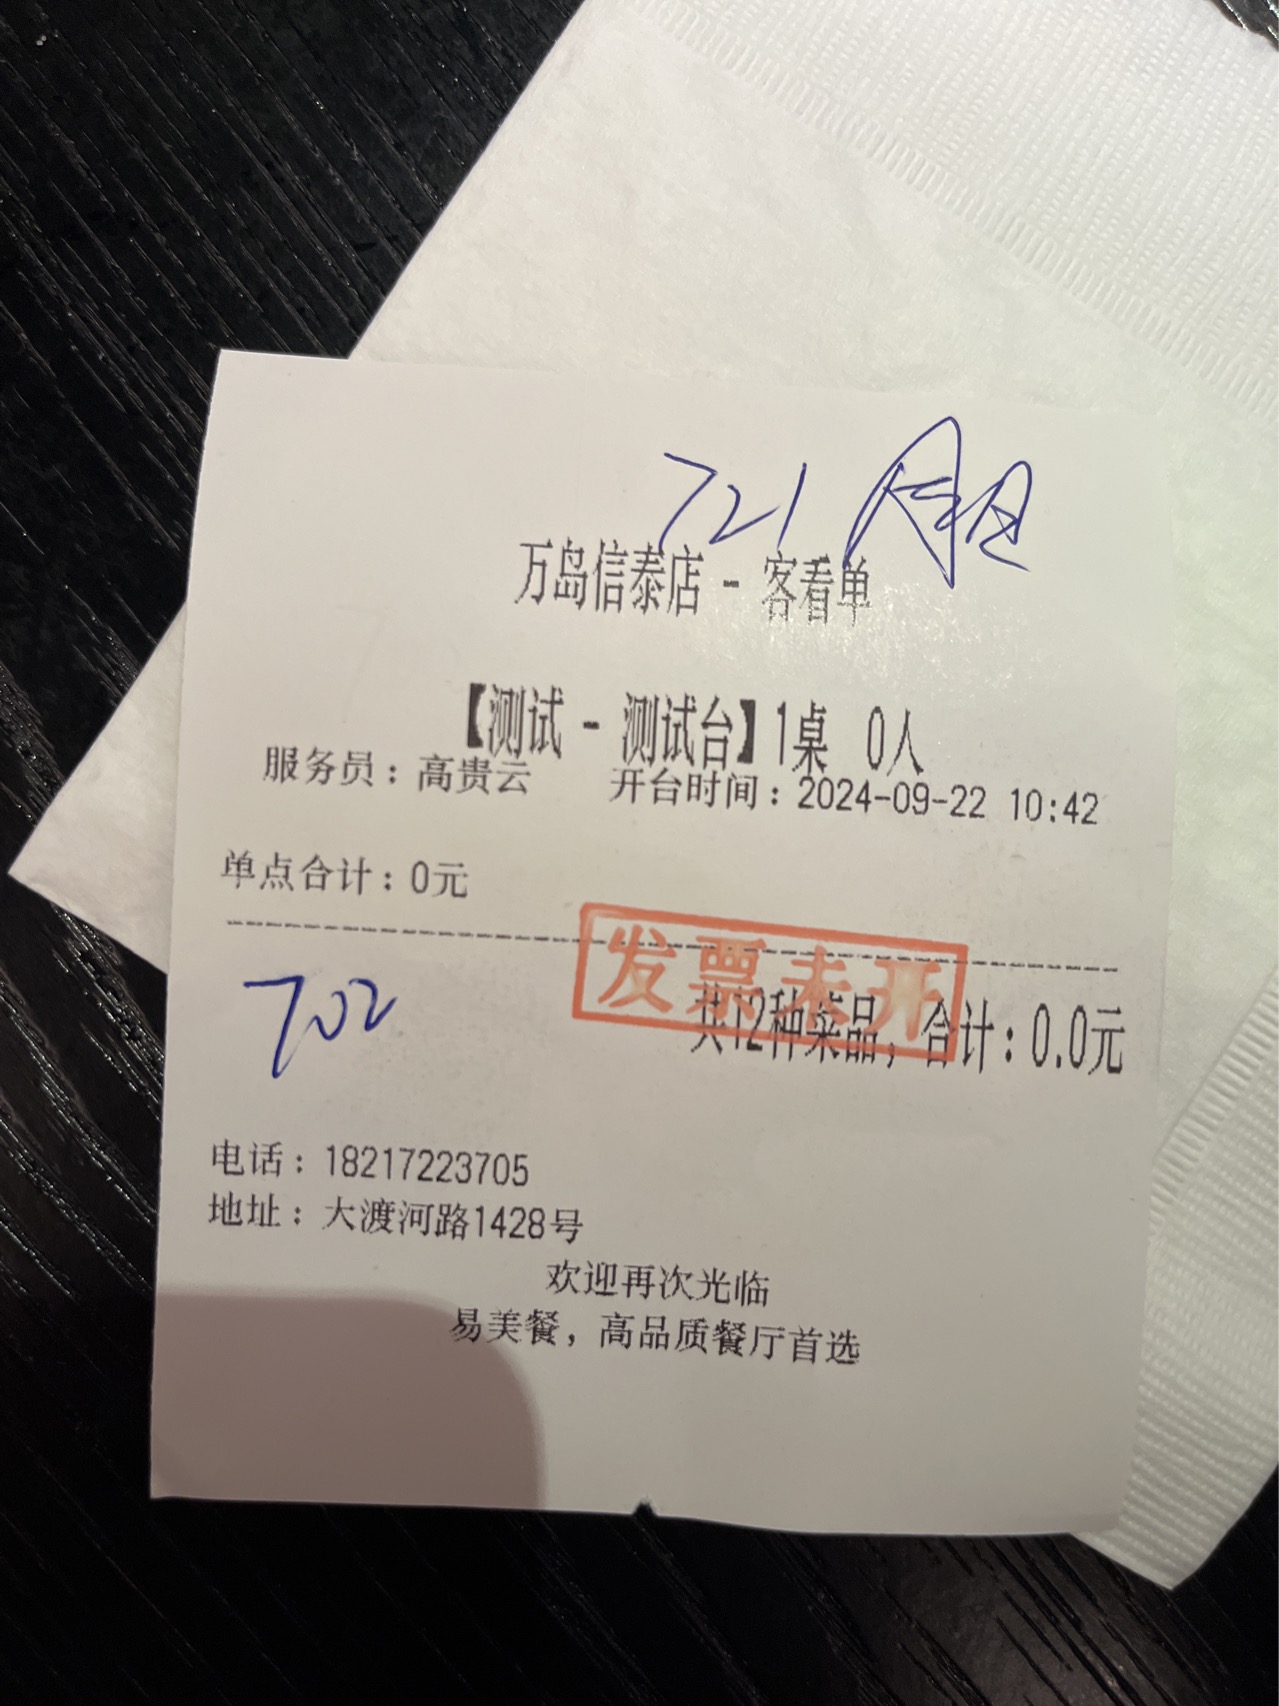 721
万岛信泰店 - 客看单
【测试 - 测试台】1桌 0人
服务员：高贵云 开台时间：2024-09-22 10:42
单点合计：0元
发票未开
702
共12种菜品，合计：0.0元
电话：18217223705
地址：大渡河路1428号
欢迎再次光临
易美餐，高品质餐厅首选